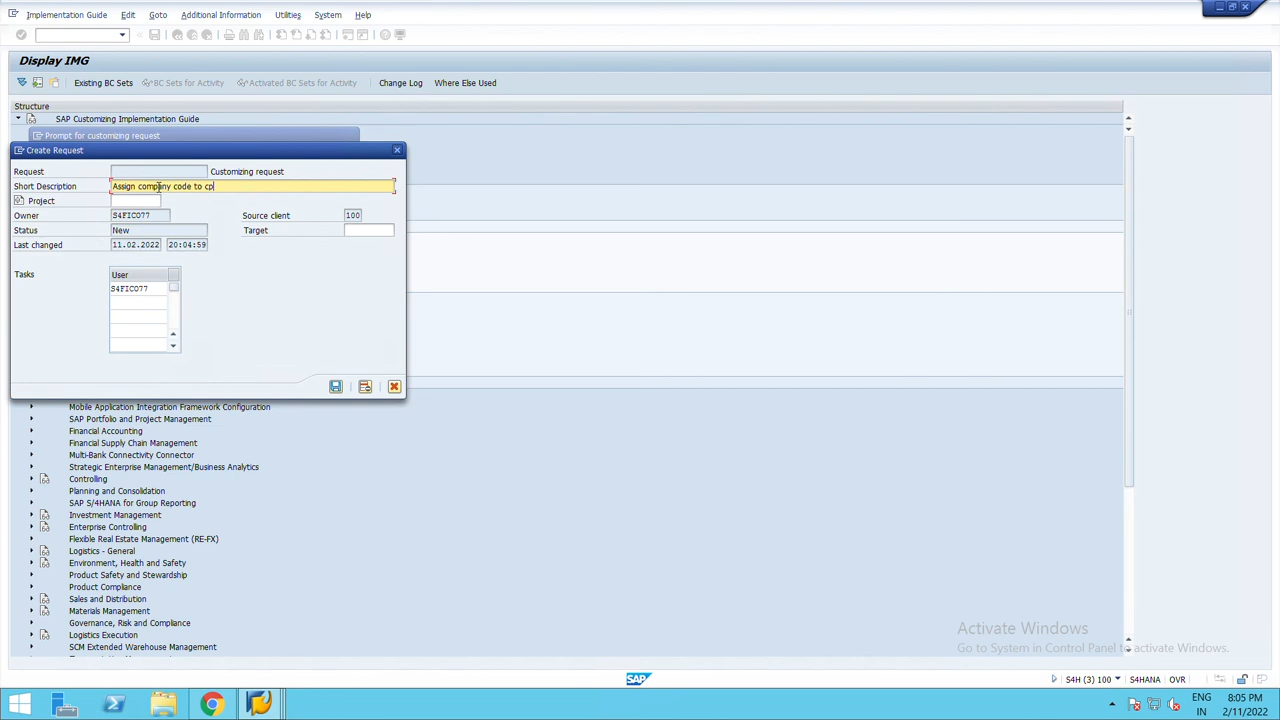 Implementation Guide Edit Goto Additional Information Utilities System Help
Display IMG
Existing BC Sets BC Sets for Activity Activated BC Sets for Activity Change Log Where Else Used
Structure
SAP Customizing Implementation Guide
Prompt for customizing request
Create Request
Request Customizing request
Short Description Assign company code to cp
Project
Owner S4FICO77 Source client 100
Status New Target
Last changed 11.02.2022 20:04:59
Tasks User
S4FICO77
Mobile Application Integration Framework Configuration
SAP Portfolio and Project Management
Financial Accounting
Financial Supply Chain Management
Multi-Bank Connectivity Connector
Strategic Enterprise Management/Business Analytics
Controlling
Planning and Consolidation
SAP S/4HANA for Group Reporting
Investment Management
Enterprise Controlling
Flexible Real Estate Management (RE-FX)
Logistics - General
Environment, Health and Safety
Product Safety and Stewardship
Product Compliance
Sales and Distribution
Materials Management
Governance, Risk and Compliance
Logistics Execution
SCM Extended Warehouse Management
Activate Windows
Go to System in Control Panel to activate Windows.
SAP S4H (3) 100 S4HANA OVR
ENG 8:05 PM
IN 2/11/2022